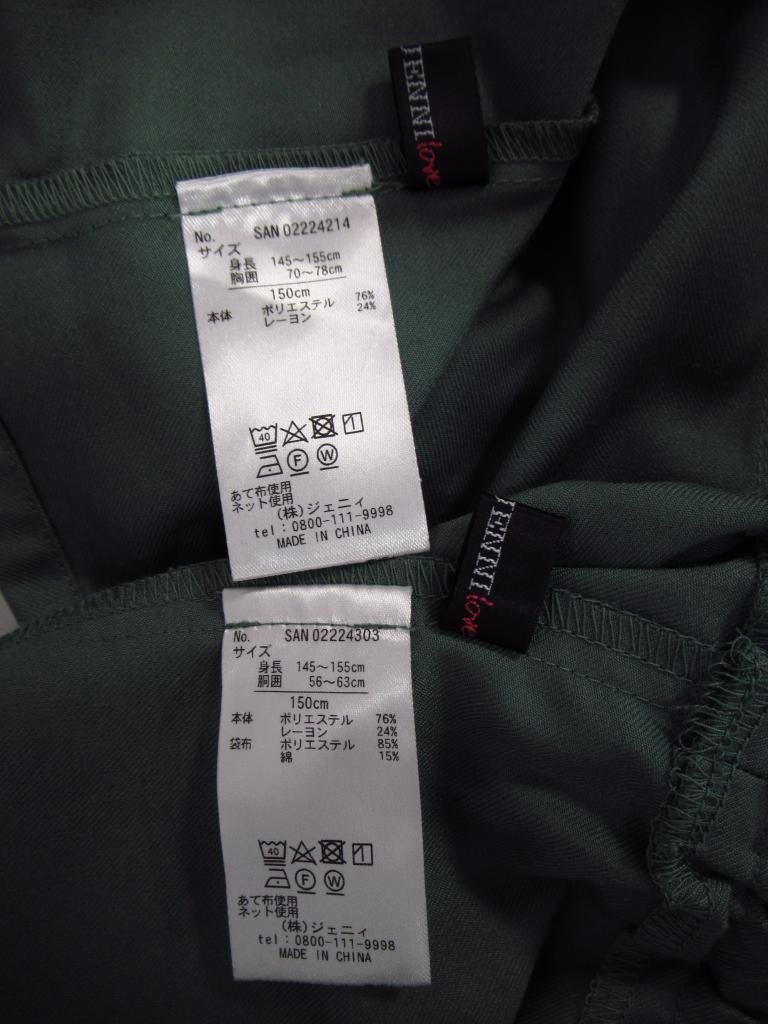 JENNI
love
No. SAN 02224214
サイズ
身長 145～155cm
胸囲 70～78cm
150cm
本体 ポリエステル 76%
レーヨン 24%
40
F W
あて布使用
ネット使用
(株)ジェニィ
tel：0800-111-9998
MADE IN CHINA
JENNI
love
No. SAN 02224303
サイズ
身長 145～155cm
胴囲 56～63cm
150cm
本体 ポリエステル 76%
レーヨン 24%
袋布 ポリエステル 85%
綿 15%
40
F W
あて布使用
ネット使用
(株)ジェニィ
tel：0800-111-9998
MADE IN CHINA